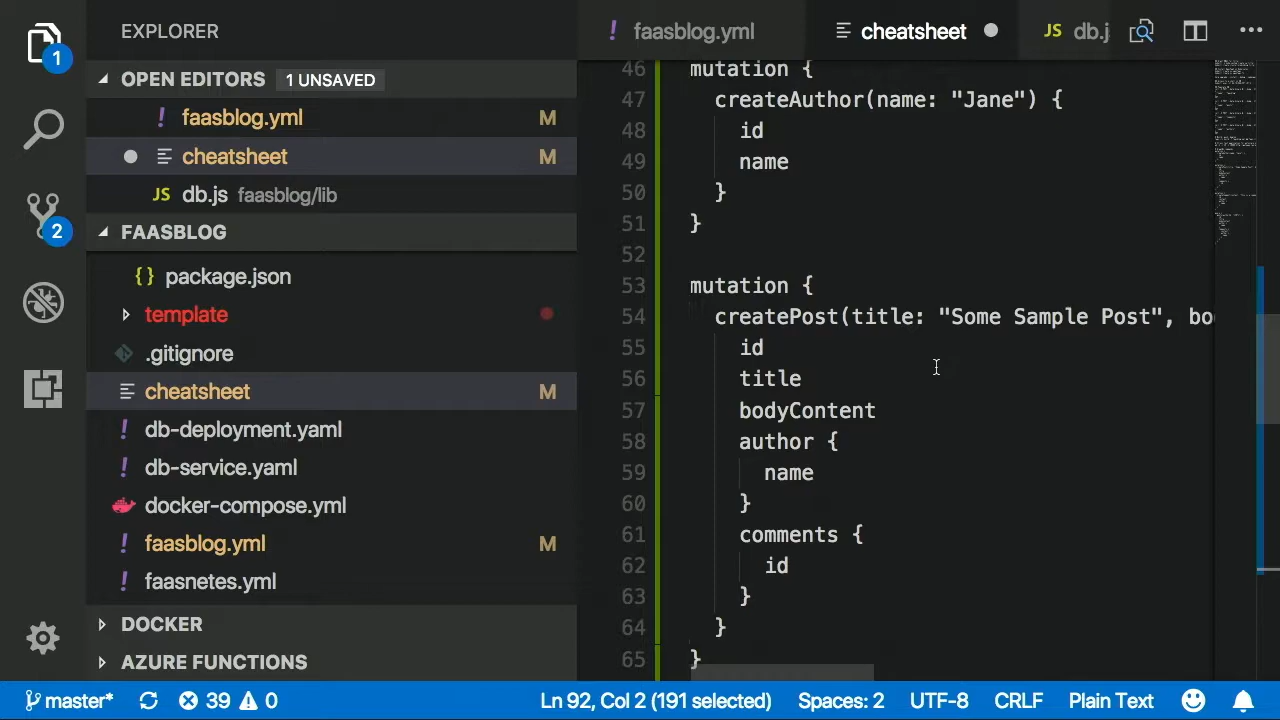 EXPLORER
faasblog.yml
cheatsheet
JS db.j
1
OPEN EDITORS 1 UNSAVED
! faasblog.yml M
cheatsheet M
JS db.js faasblog/lib
2
FAASBLOG
{} package.json
template
.gitignore
cheatsheet M
! db-deployment.yaml
! db-service.yaml
docker-compose.yml
! faasblog.yml M
! faasnetes.yml
DOCKER
AZURE FUNCTIONS
46 mutation {
47 createAuthor(name: "Jane") {
48 id
49 name
50 }
51 }
52
53 mutation {
54 createPost(title: "Some Sample Post", bo
55 id
56 title
57 bodyContent
58 author {
59 name
60 }
61 comments {
62 id
63 }
64 }
65 }
master* 39 0 Ln 92, Col 2 (191 selected) Spaces: 2 UTF-8 CRLF Plain Text